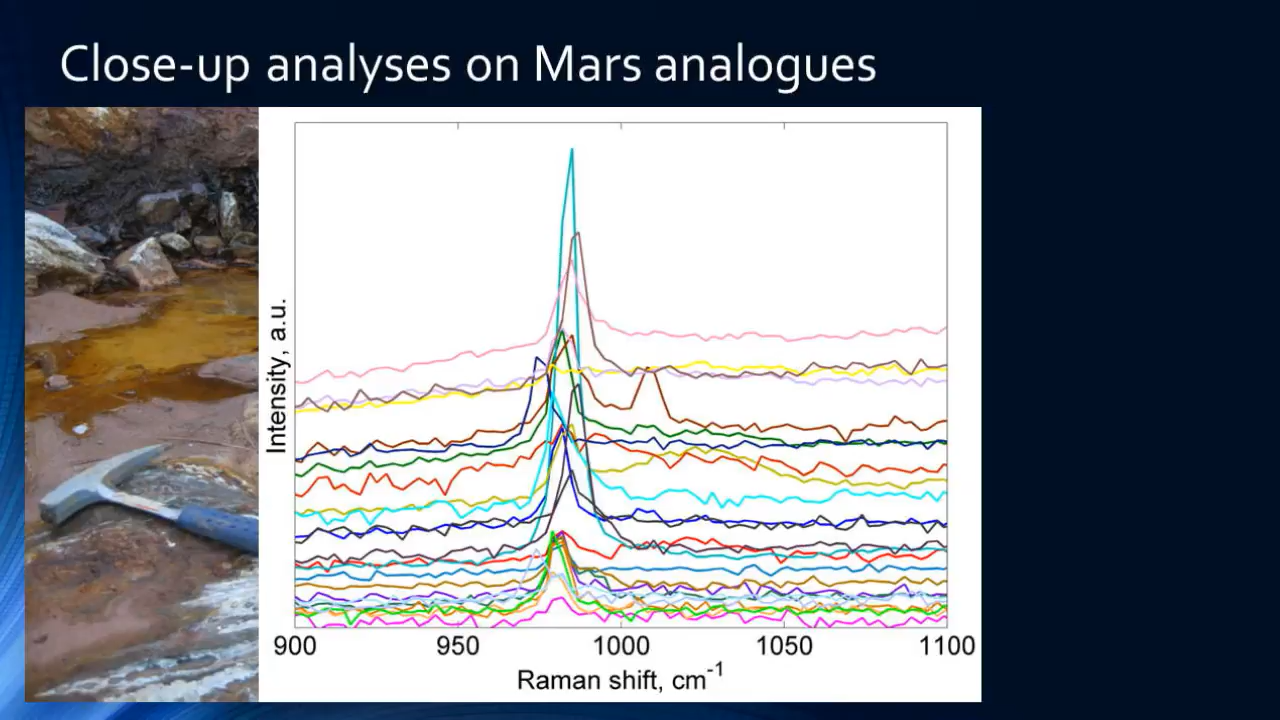 Close-up analyses on Mars analogues
Intensity, a.u.
900 950 1000 1050 1100
Raman shift, cm-1